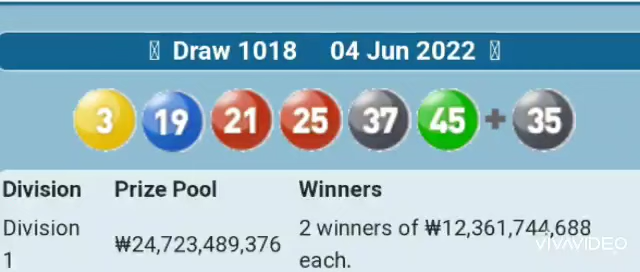 Draw 1018 04 Jun 2022
3 19 21 25 37 45 + 35
Division Prize Pool Winners
Division 1 ₩24,723,489,376 2 winners of ₩12,361,744,688 each.
VIVAVIDEO